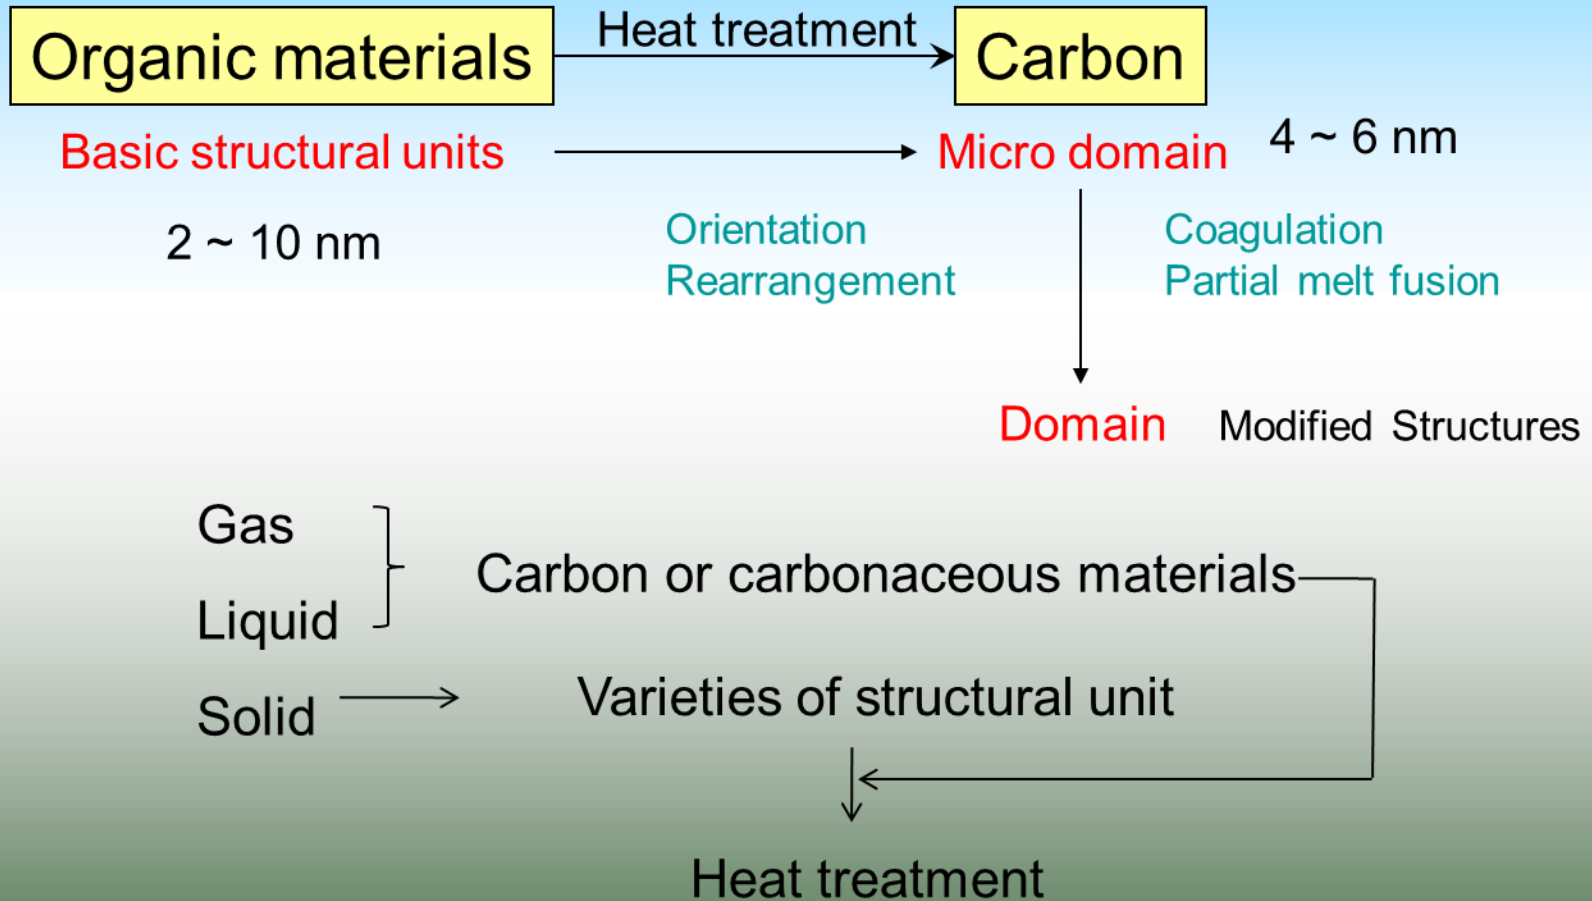 Organic materials
Heat treatment
Carbon
Basic structural units
Micro domain
4 ~ 6 nm
2 ~ 10 nm
Orientation
Rearrangement
Coagulation
Partial melt fusion
Domain
Modified Structures
Gas
Liquid
Carbon or carbonaceous materials
Solid
Varieties of structural unit
Heat treatment